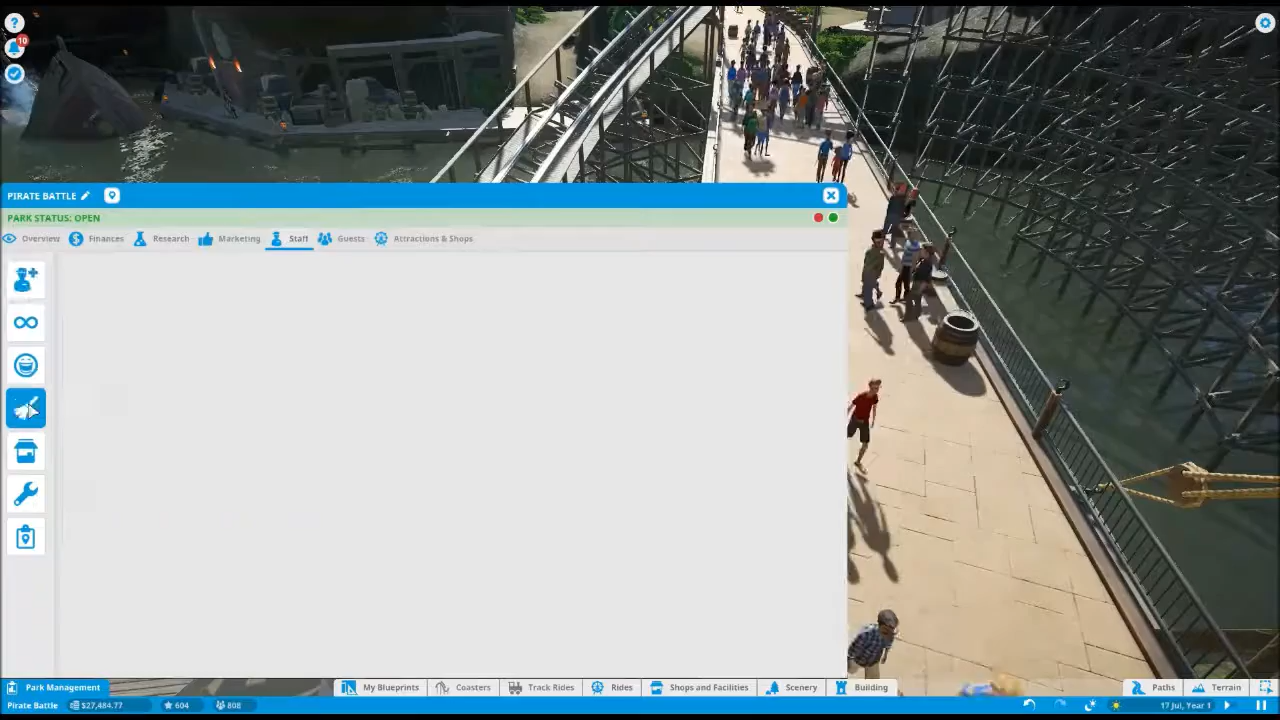 ?
10
PIRATE BATTLE
PARK STATUS: OPEN
Overview Finances Research Marketing Staff Guests Attractions & Shops
Park Management My Blueprints Coasters Track Rides Rides Shops and Facilities Scenery Building Paths Terrain
Pirate Battle $27,484.77 604 808 17 Jul, Year 1